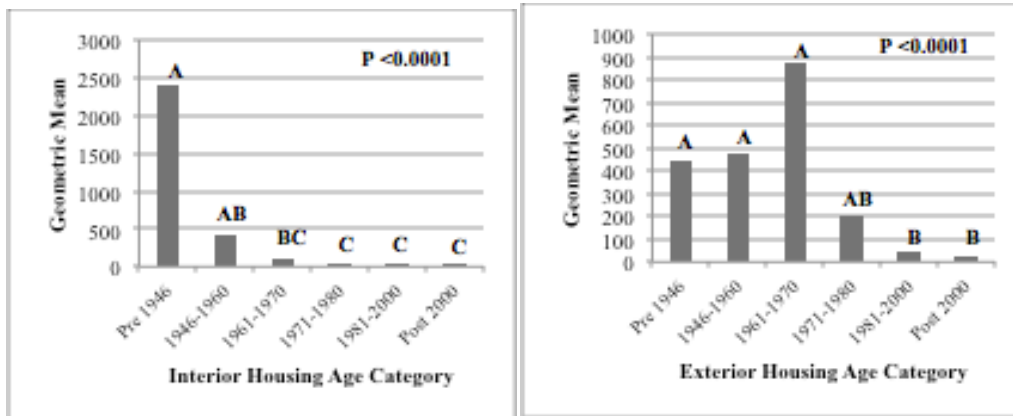 3000
2500
2000
1500
1000
500
0
Geometric Mean
P <0.0001
A
AB
BC
C
C
C
Pre 1946
1946-1960
1961-1970
1971-1980
1981-2000
Post 2000
Interior Housing Age Category
1000
900
800
700
600
500
400
300
200
100
0
Geometric Mean
P <0.0001
A
A
A
AB
B
B
Pre 1946
1946-1960
1961-1970
1971-1980
1981-2000
Post 2000
Exterior Housing Age Category